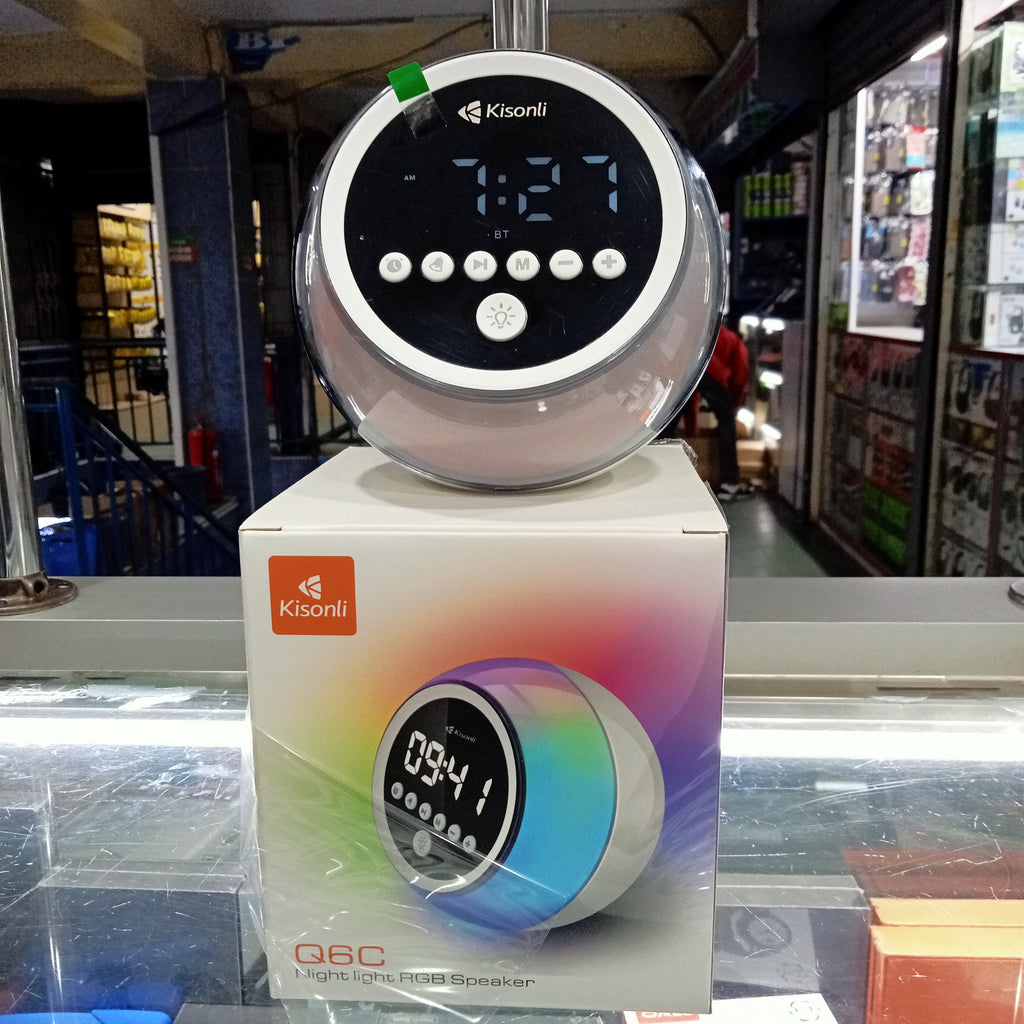 Kisonli
AM
7:27
BT
M
Kisonli
Kisonli
09:41
Q6C
Night light RGB Speaker